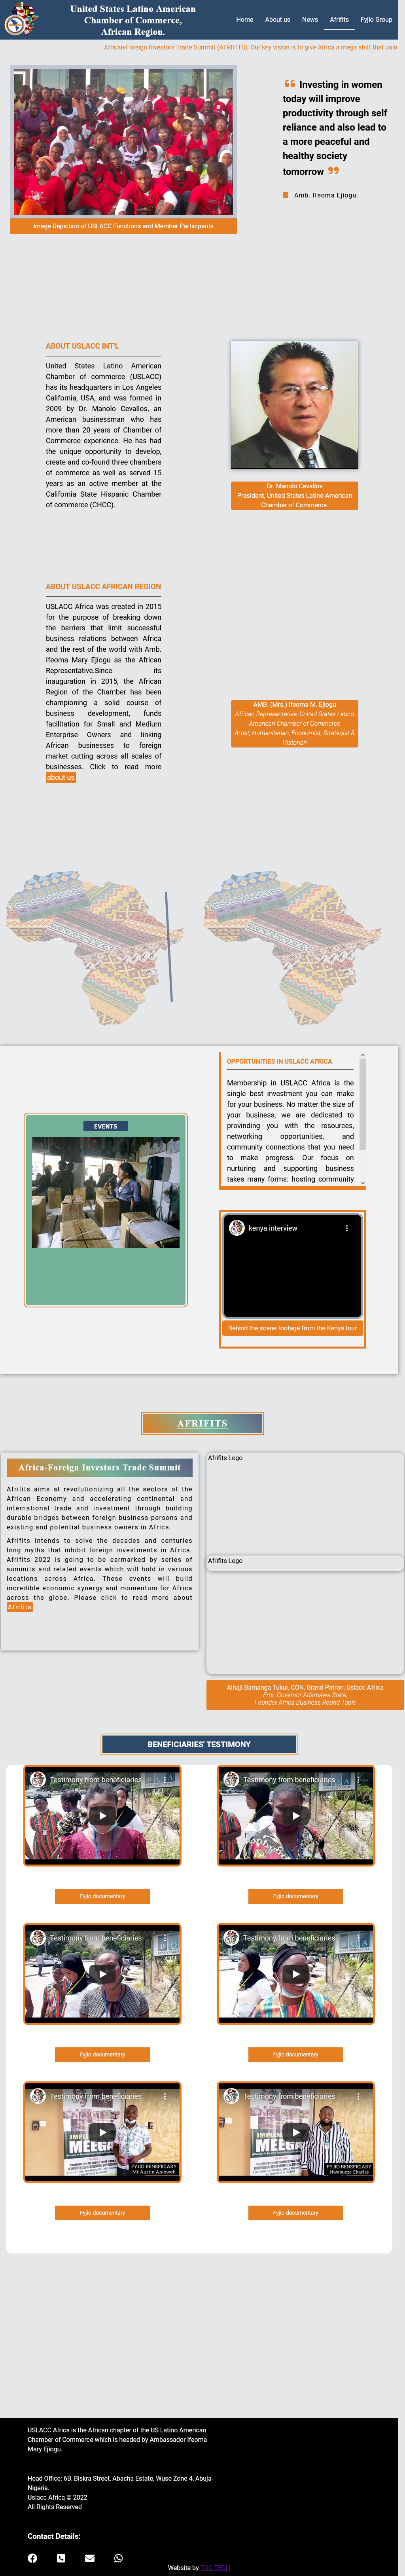 United States Latino American
Chamber of Commerce,
African Region.
Home
About us
News
Afrifits
Fyjio Group
African-Foreign Investors Trade Summit (AFRIFITS): Our key vision is to give Africa a mega shift that
Image Depiction of USLACC Functions and Member Participants
“ Investing in women
today will improve
productivity through self
reliance and also lead to
a more peaceful and
healthy society
tomorrow ”
Amb. Ifeoma Ejiogu.
ABOUT USLACC INT'L
United States Latino American
Chamber of commerce (USLACC)
has its headquarters in Los Angeles
California, USA, and was formed in
2009 by Dr. Manolo Cevallos, an
American businessman who has
more than 20 years of Chamber of
Commerce experience. He has had
the unique opportunity to develop,
create and co-found three chambers
of commerce as well as served 15
years as an active member at the
California State Hispanic Chamber
of commerce (CHCC).
Dr. Manolo Cevallos
President, United States Latino American
Chamber of Commerce.
ABOUT USLACC AFRICAN REGION
USLACC Africa was created in 2015
for the purpose of breaking down
the barriers that limit successful
business relations between Africa
and the rest of the world with Amb.
Ifeoma Mary Ejiogu as the African
Representative.Since its
inauguration in 2015, the African
Region of the Chamber has been
championing a solid course of
business development, funds
facilitation for Small and Medium
Enterprise Owners and linking
African businesses to foreign
market cutting across all scales of
businesses. Click to read more
about us
AMB. (Mrs.) Ifeoma M. Ejiogu
African Representative, United States Latino
American Chamber of Commerce
Artist, Humanitarian, Economist, Strategist &
Historian
OPPORTUNITIES IN USLACC AFRICA
Membership in USLACC Africa is the
single best investment you can make
for your business. No matter the size of
your business, we are dedicated to
provinding you with the resources,
networking opportunities, and
community connections that you need
to make progress. Our focus on
nurturing and supporting business
takes many forms: hosting community
EVENTS
kenya interview
Behind the scene footage from the Kenya tour
AFRIFITS
Africa-Foreign Investors Trade Summit
Afrifits aims at revolutionizing all the sectors of the
African Economy and accelerating continental and
international trade and investment through building
durable bridges between foreign business persons and
existing and potential business owners in Africa.
Afrifits intends to solve the decades and centuries
long myths that inhibit foreign investments in Africa.
Afrifits 2022 is going to be earmarked by series of
summits and related events which will hold in various
locations across Africa. These events will build
incredible economic synergy and momentum for Africa
across the globe. Please click to read more about
Afrifits
Afrifits Logo
Afrifits Logo
Alhaji Bamanga Tukur, CON, Grand Patron, Uslacc Africa
Fmr. Governor Adamawa State,
Founder Africa Business Round Table
BENEFICIARIES' TESTIMONY
Testimony from beneficiaries
Testimony from beneficiaries
Fyjio documentary
Fyjio documentary
Testimony from beneficiaries
Testimony from beneficiaries
Fyjio documentary
Fyjio documentary
Testimony from beneficiaries
Testimony from beneficiaries
FYJIO BENEFICIARY
Mr Austin Aniowoh
FYJIO BENEFICIARY
Nwabueze Charles
Fyjio documentary
Fyjio documentary
USLACC Africa is the African chapter of the US Latino American
Chamber of Commerce which is headed by Ambassador Ifeoma
Mary Ejiogu.
Head Office: 6B, Biskra Street, Abacha Estate, Wuse Zone 4, Abuja-
Nigeria.
Uslacc Africa © 2022
All Rights Reserved
Contact Details:
Website by